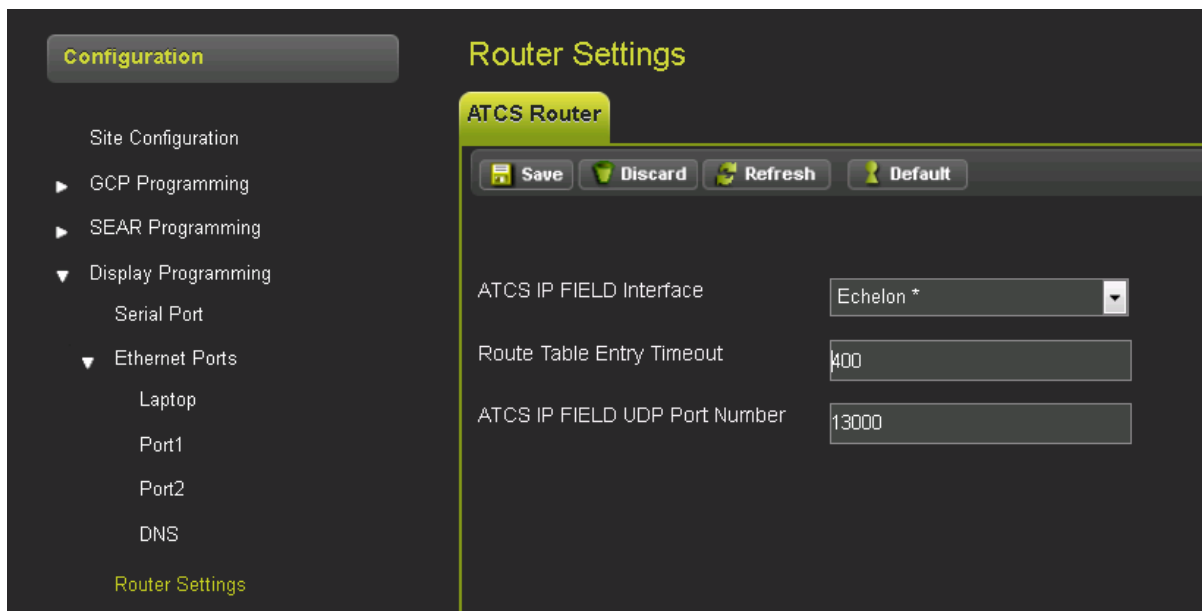 Configuration
Site Configuration
GCP Programming
SEAR Programming
Display Programming
Serial Port
Ethernet Ports
Laptop
Port1
Port2
DNS
Router Settings
Router Settings
ATCS Router
Save Discard Refresh Default
ATCS IP FIELD Interface Echelon *
Route Table Entry Timeout 400
ATCS IP FIELD UDP Port Number 13000